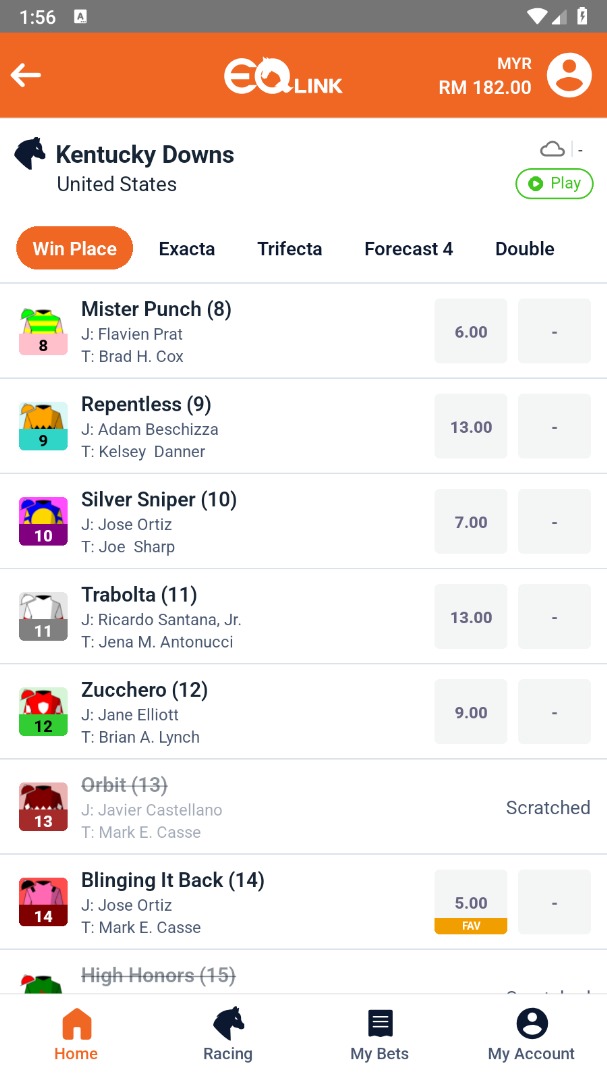 1:56
A
EQ LINK
MYR
RM 182.00
Kentucky Downs
-
United States
Play
Win Place
Exacta
Trifecta
Forecast 4
Double
8
Mister Punch (8)
J: Flavien Prat
T: Brad H. Cox
6.00
-
9
Repentless (9)
J: Adam Beschizza
T: Kelsey  Danner
13.00
-
10
Silver Sniper (10)
J: Jose Ortiz
T: Joe  Sharp
7.00
-
11
Trabolta (11)
J: Ricardo Santana, Jr.
T: Jena M. Antonucci
13.00
-
12
Zucchero (12)
J: Jane Elliott
T: Brian A. Lynch
9.00
-
13
Orbit (13)
J: Javier Castellano
T: Mark E. Casse
Scratched
14
Blinging It Back (14)
J: Jose Ortiz
T: Mark E. Casse
5.00
FAV
-
High Honors (15)
Home
Racing
My Bets
My Account